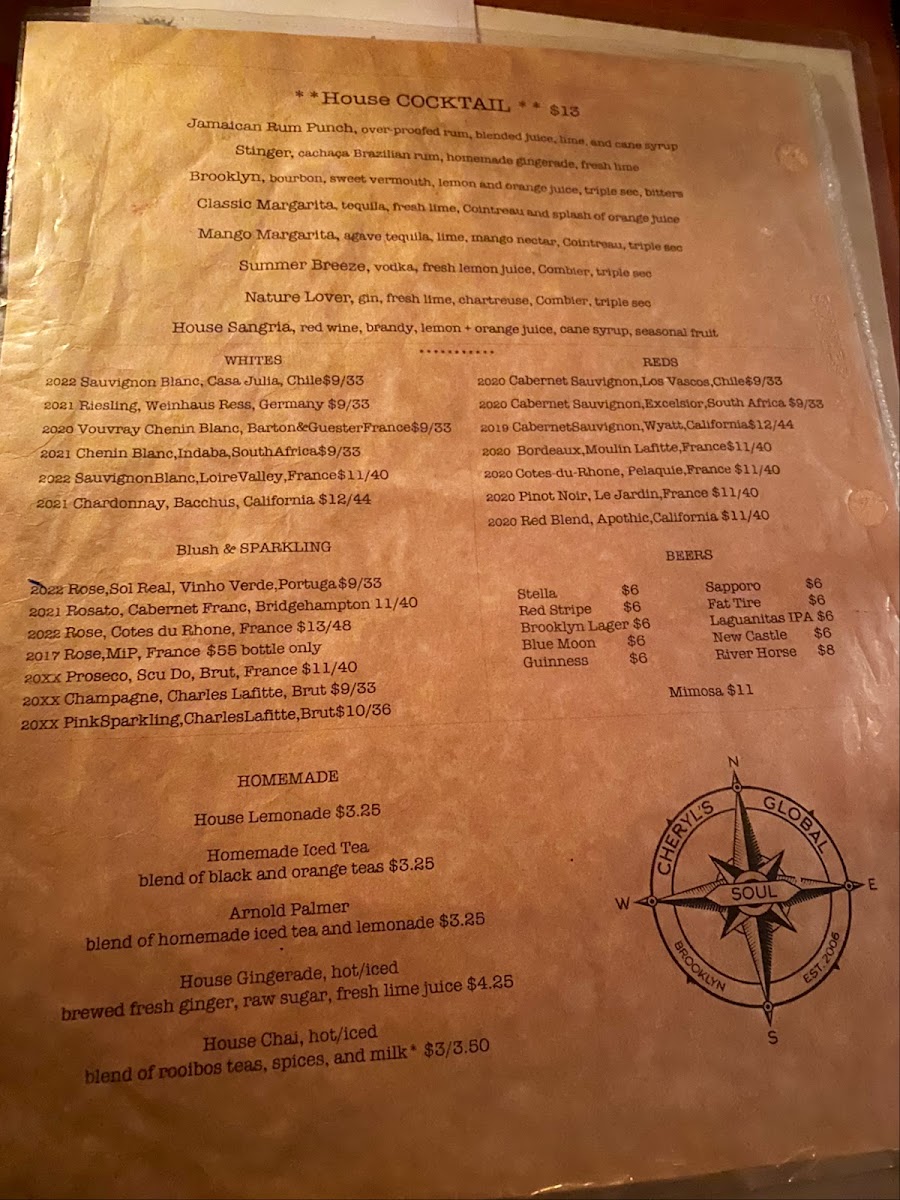 * *House COCKTAIL * * $13
Jamaican Rum Punch, over-proofed rum, blended juice, lime, and cane syrup
Stinger, cachaça Brazilian rum, homemade gingerade, fresh lime
Brooklyn, bourbon, sweet vermouth, lemon and orange juice, triple sec, bitters
Classic Margarita, tequila, fresh lime, Cointreau and splash of orange juice
Mango Margarita, agave tequila, lime, mango nectar, Cointreau, triple sec
Summer Breeze, vodka, fresh lemon juice, Combier, triple sec
Nature Lover, gin, fresh lime, chartreuse, Combier, triple sec
House Sangria, red wine, brandy, lemon + orange juice, cane syrup, seasonal fruit
***********
WHITES
2022 Sauvignon Blanc, Casa Julia, Chile$9/33
2021 Riesling, Weinhaus Ress, Germany $9/33
2020 Vouvray Chenin Blanc, Barton&GuesterFrance$9/33
2021 Chenin Blanc,Indaba,SouthAfrica$9/33
2022 SauvignonBlanc,LoireValley,France$11/40
2021 Chardonnay, Bacchus, California $12/44
REDS
2020 Cabernet Sauvignon,Los Vascos,Chile$9/33
2020 Cabernet Sauvignon,Excelsior,South Africa $9/33
2019 CabernetSauvignon,Wyatt,California$12/44
2020 Bordeaux,Moulin Lafitte,France$11/40
2020 Cotes-du-Rhone, Pelaquie,France $11/40
2020 Pinot Noir, Le Jardin,France $11/40
2020 Red Blend, Apothic,California $11/40
Blush & SPARKLING
2022 Rose,Sol Real, Vinho Verde,Portuga$9/33
2021 Rosato, Cabernet Franc, Bridgehampton 11/40
2022 Rose, Cotes du Rhone, France $13/48
2017 Rose,MiP, France $55 bottle only
20XX Proseco, Scu Do, Brut, France $11/40
20XX Champagne, Charles Lafitte, Brut $9/33
20XX PinkSparkling,CharlesLafitte,Brut$10/36
BEERS
Stella $6
Red Stripe $6
Brooklyn Lager $6
Blue Moon $6
Guinness $6
Sapporo $6
Fat Tire $6
Laguanitas IPA $6
New Castle $6
River Horse $8
Mimosa $11
HOMEMADE
House Lemonade $3.25
Homemade Iced Tea
blend of black and orange teas $3.25
Arnold Palmer
blend of homemade iced tea and lemonade $3.25
House Gingerade, hot/iced
brewed fresh ginger, raw sugar, fresh lime juice $4.25
House Chai, hot/iced
blend of rooibos teas, spices, and milk* $3/3.50
N
CHERYL'S GLOBAL
W SOUL E
BROOKLYN EST. 2006
S